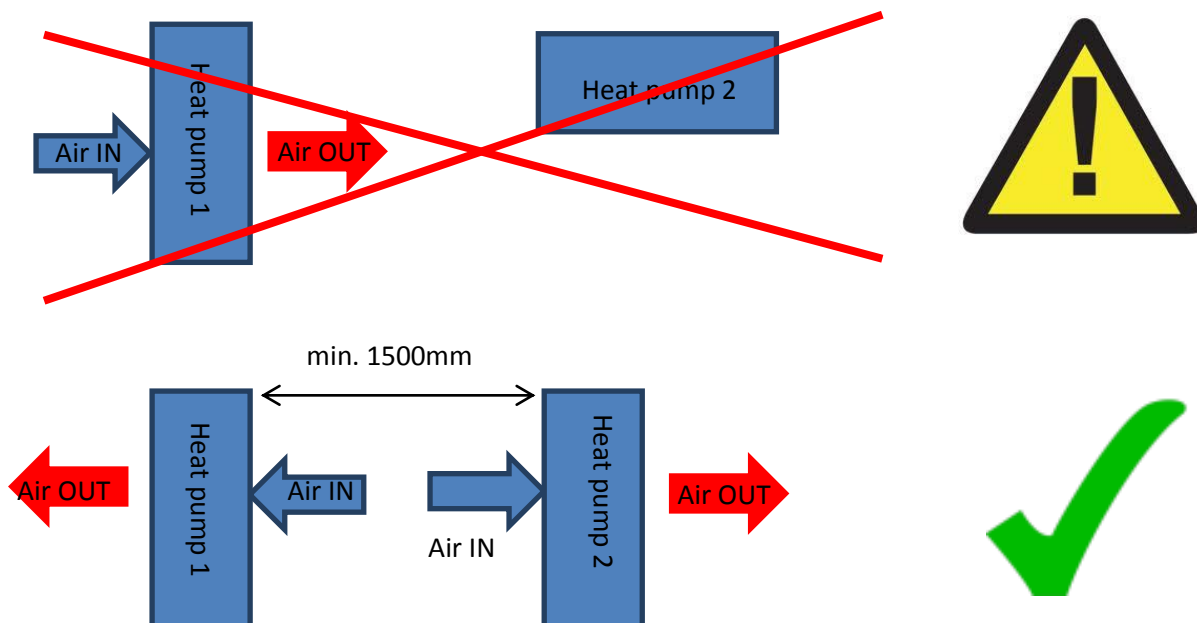 Heat pump 1
Heat pump 2
Air IN
Air OUT
!
min. 1500mm
Air OUT
Heat pump 1
Air IN
Air IN
Heat pump 2
Air OUT